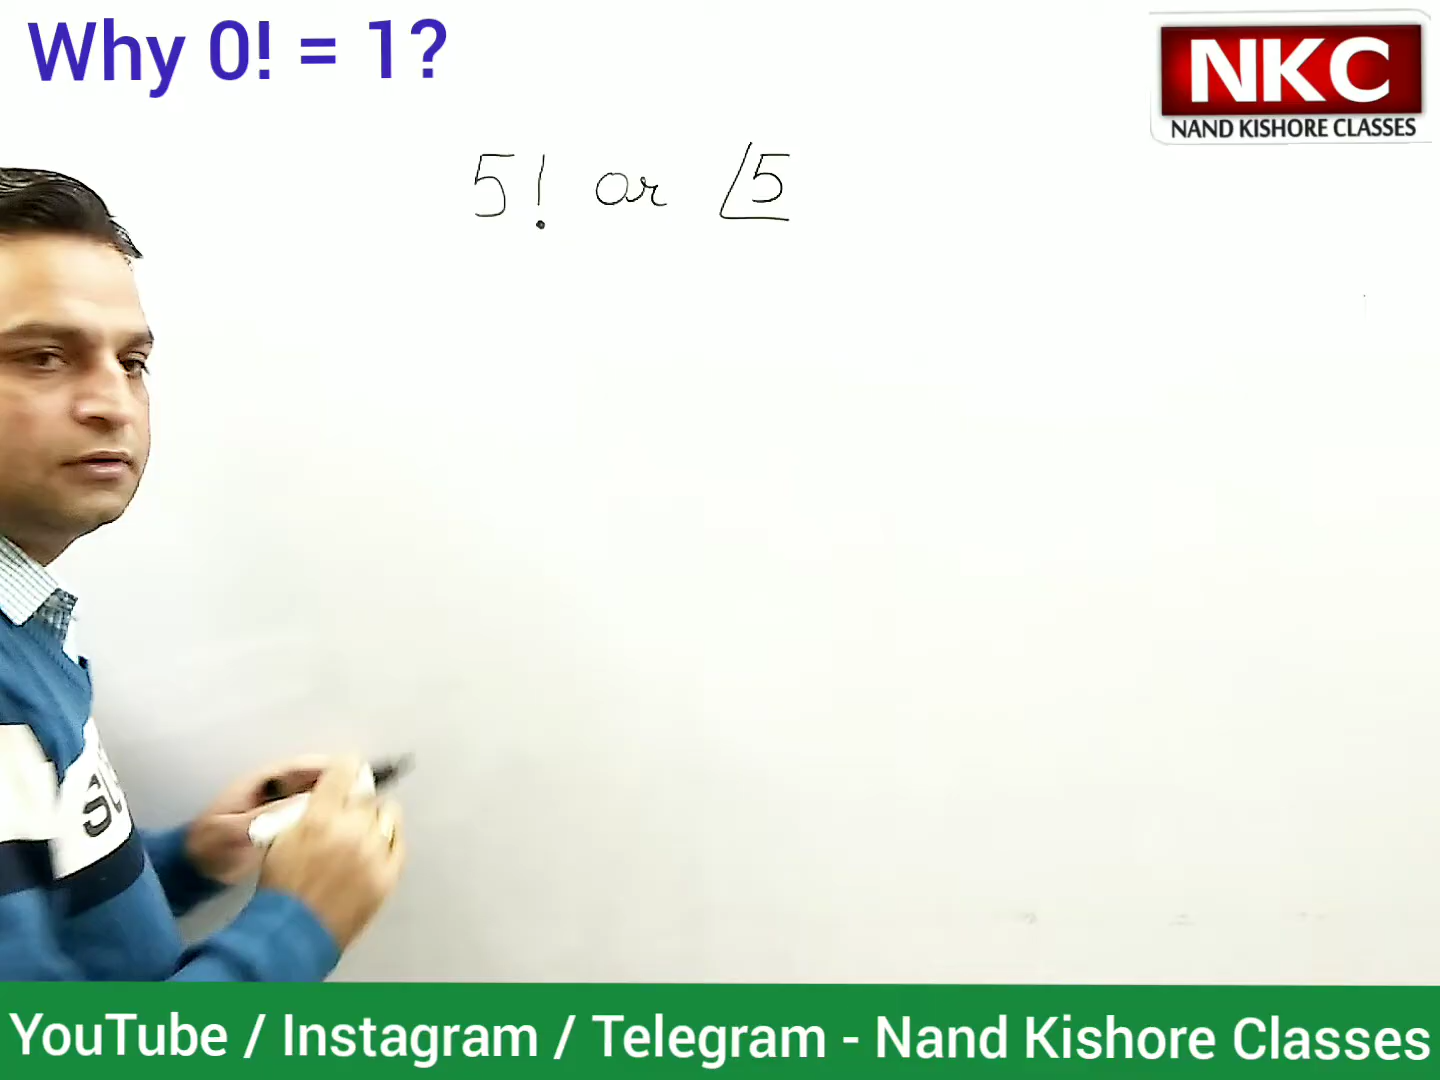 Why 0! = 1?
NKC
NAND KISHORE CLASSES
5! or |5
YouTube / Instagram / Telegram - Nand Kishore Classes